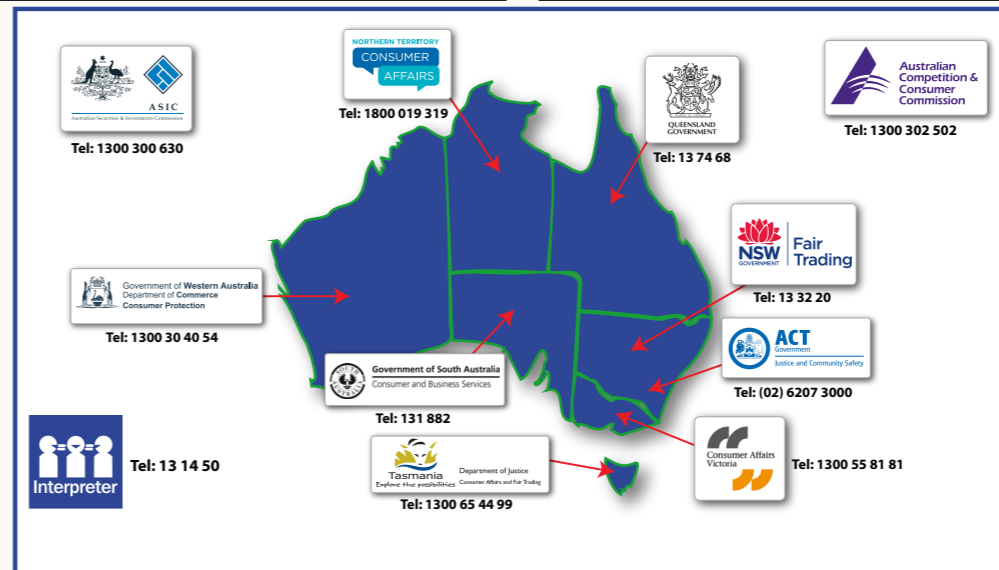 NORTHERN TERRITORY
CONSUMER
AFFAIRS
Tel: 1800 019 319
ASIC
Australian Securities & Investments Commission
Tel: 1300 300 630
QUEENSLAND
GOVERNMENT
Tel: 13 74 68
Australian
Competition &
Consumer
Commission
Tel: 1300 302 502
NSW
GOVERNMENT
Fair
Trading
Tel: 13 32 20
Government of Western Australia
Department of Commerce
Consumer Protection
Tel: 1300 30 40 54
ACT
Government
Justice and Community Safety
Tel: (02) 6207 3000
SOUTH
AUSTRALIA
Government of South Australia
Consumer and Business Services
Tel: 131 882
Interpreter
Tel: 13 14 50
Tasmania
Explore the possibilities
Department of Justice
Consumer Affairs and Fair Trading
Tel: 1300 65 44 99
Consumer Affairs
Victoria
Tel: 1300 55 81 81